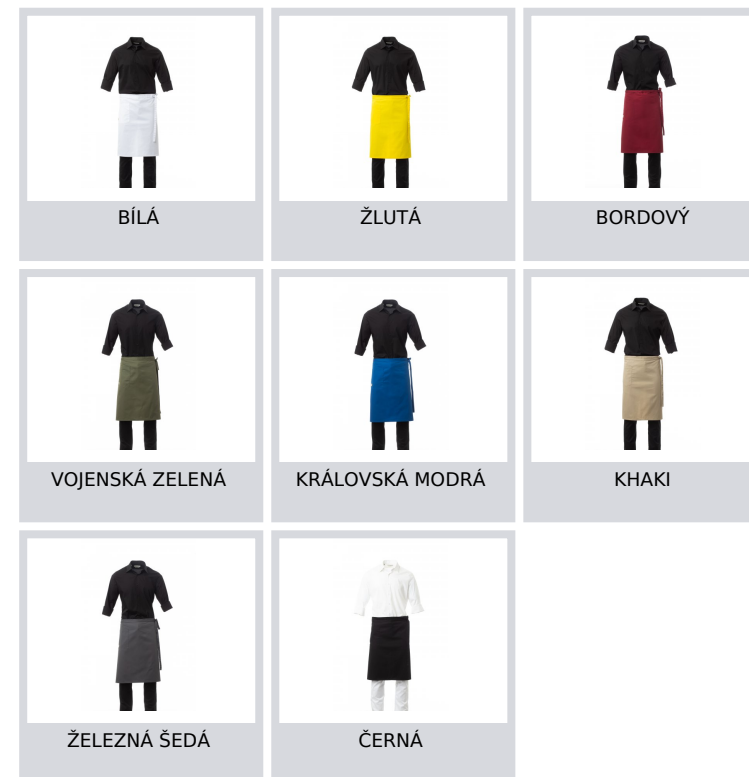 BÍLÁ
ŽLUTÁ
BORDOVÝ
VOJENSKÁ ZELENÁ
KRÁLOVSKÁ MODRÁ
KHAKI
ŽELEZNÁ ŠEDÁ
ČERNÁ